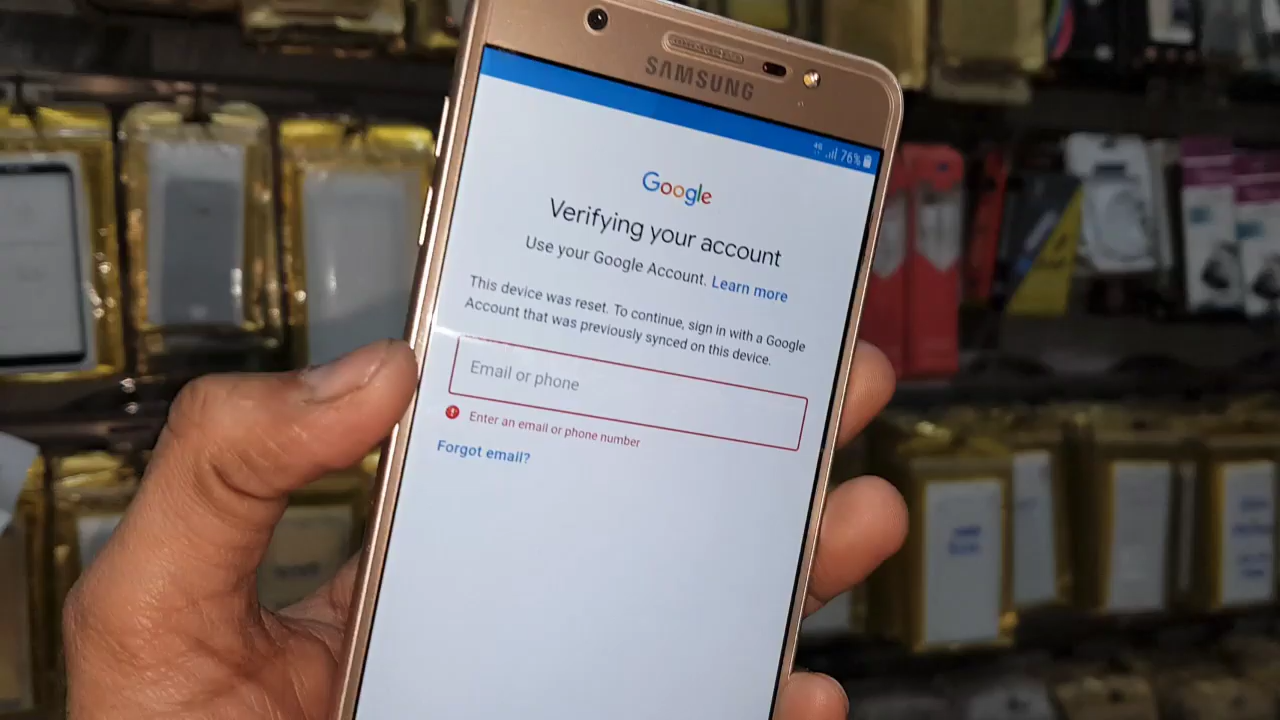 SAMSUNG
4G 76%
Google
Verifying your account
Use your Google Account. Learn more
This device was reset. To continue, sign in with a Google
Account that was previously synced on this device.
Email or phone
Enter an email or phone number
Forgot email?